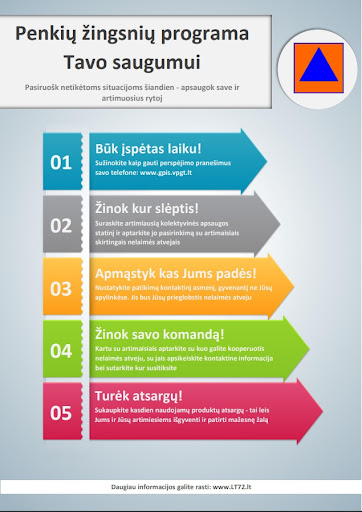 Penkių žingsnių programa
Tavo saugumui
Pasiruošk netikėtoms situacijoms šiandien - apsaugok save ir
artimuosius rytoj
01
Būk įspėtas laiku!
Sužinokite kaip gauti perspėjimo pranešimus
savo telefone: www.gpis.vpgt.lt
02
Žinok kur slėptis!
Suraskite artimiausią kolektyvinės apsaugos
statinį ir aptarkite jo pasirinkimą su artimaisiais
skirtingais nelaimės atvejais
03
Apmąstyk kas Jums padės!
Nustatykite patikimą kontaktinį asmenį, gyvenantį ne Jūsų
apylinkėse. Jis bus Jūsų prieglobstis nelaimės atveju
04
Žinok savo komandą!
Kartu su artimaisiais aptarkite su kuo galite kooperuotis
nelaimės atveju, su jais apsikeiskite kontaktine informacija
bei sutarkite kur susitiksite
05
Turėk atsargų!
Sukaupkite kasdien naudojamų produktų atsargų - tai leis
Jums ir Jūsų artimiesiems išgyventi ir patirti mažesnę žalą
Daugiau informacijos galite rasti: www.LT72.lt